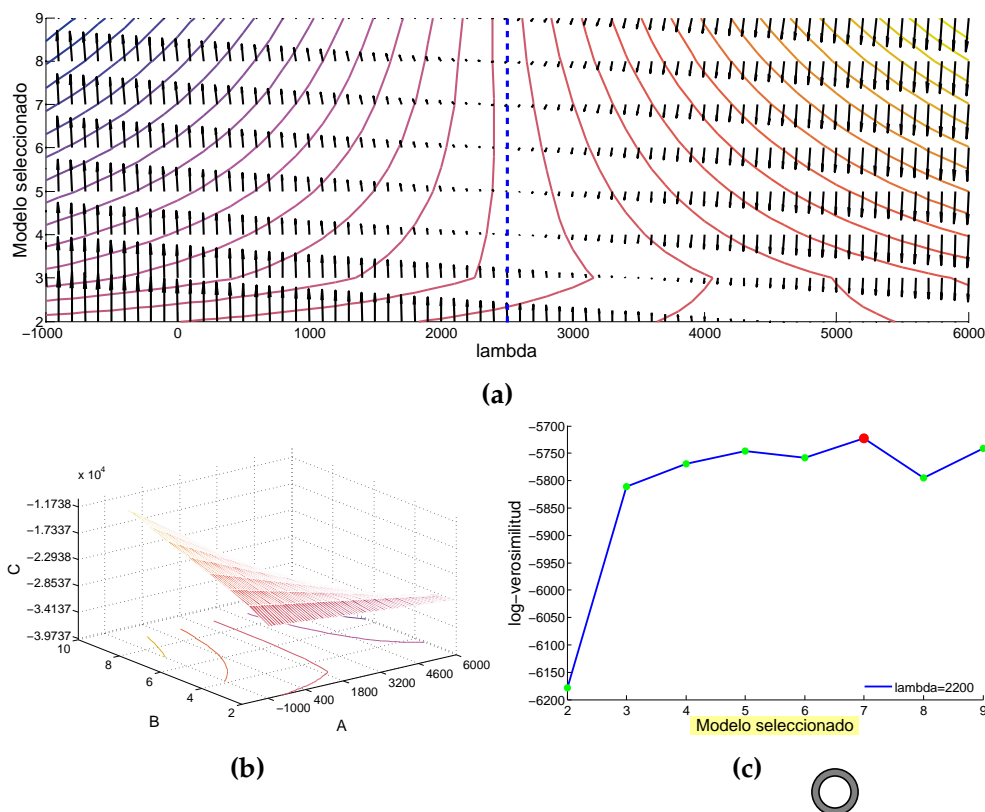 9
8
7
6
5
4
3
2
Modelo seleccionado
−1000 0 1000 2000 3000 4000 5000 6000
lambda
(a)
x 10^4
−1.1738
−1.7337
−2.2938
−2.8537
−3.4137
−3.9737
C
10
8
6
4
2
B
−1000
400
1800
3200
4600
6000
A
(b)
−5700
−5750
−5800
−5850
−5900
−5950
−6000
−6050
−6100
−6150
−6200
log−verosimilitud
lambda=2200
2 3 4 5 6 7 8 9
Modelo seleccionado
(c)